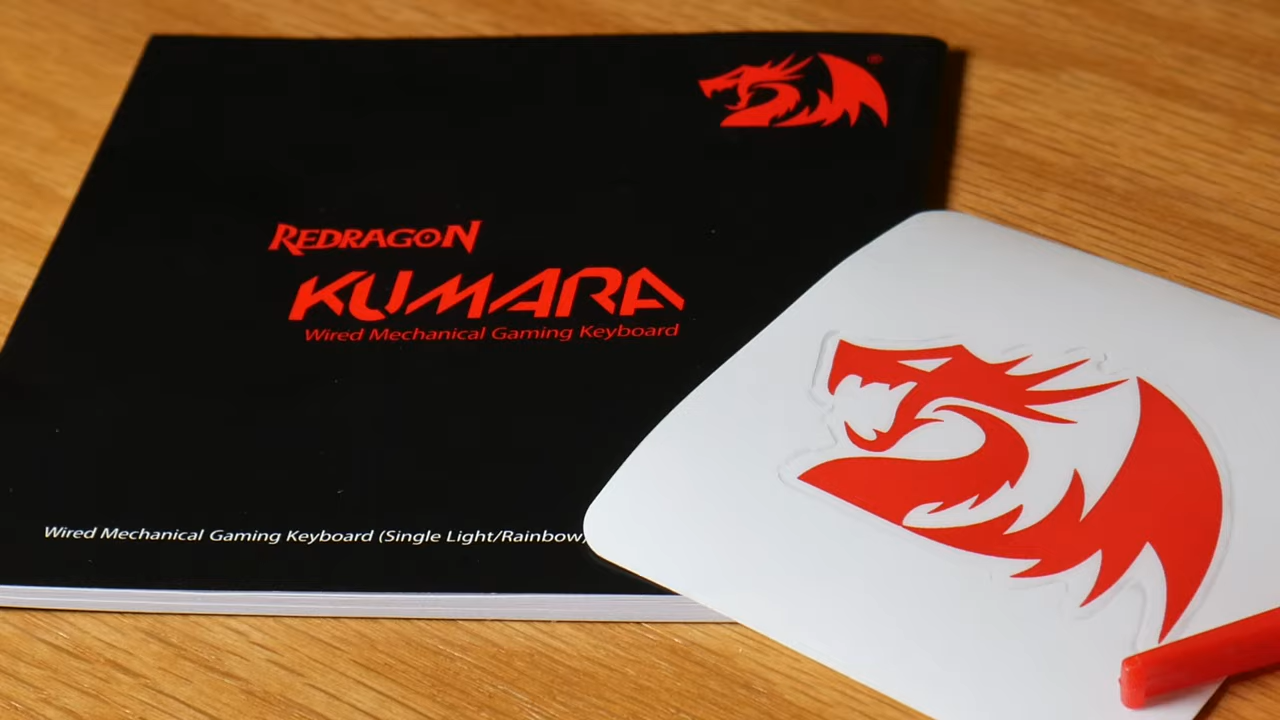 ®
REDRAGON
KUMARA
Wired Mechanical Gaming Keyboard
Wired Mechanical Gaming Keyboard (Single Light/Rainbow